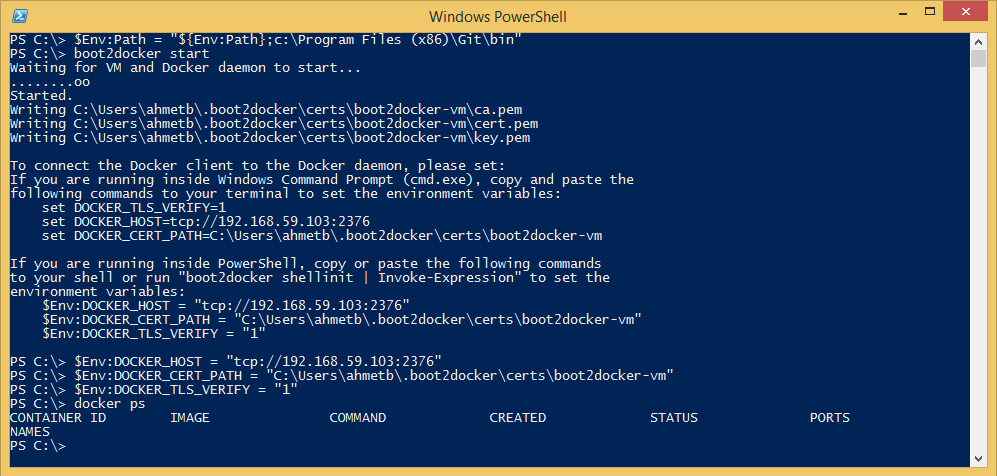 Windows PowerShell
PS C:\> $Env:Path = "${Env:Path};c:\Program Files (x86)\Git\bin"
PS C:\> boot2docker start
Waiting for VM and Docker daemon to start...
........oo
Started.
Writing C:\Users\ahmetb\.boot2docker\certs\boot2docker-vm\ca.pem
Writing C:\Users\ahmetb\.boot2docker\certs\boot2docker-vm\cert.pem
Writing C:\Users\ahmetb\.boot2docker\certs\boot2docker-vm\key.pem

To connect the Docker client to the Docker daemon, please set:
If you are running inside Windows Command Prompt (cmd.exe), copy and paste the
following commands to your terminal to set the environment variables:
    set DOCKER_TLS_VERIFY=1
    set DOCKER_HOST=tcp://192.168.59.103:2376
    set DOCKER_CERT_PATH=C:\Users\ahmetb\.boot2docker\certs\boot2docker-vm

If you are running inside PowerShell, copy or paste the following commands
to your shell or run "boot2docker shellinit | Invoke-Expression" to set the
environment variables:
    $Env:DOCKER_HOST = "tcp://192.168.59.103:2376"
    $Env:DOCKER_CERT_PATH = "C:\Users\ahmetb\.boot2docker\certs\boot2docker-vm"
    $Env:DOCKER_TLS_VERIFY = "1"

PS C:\> $Env:DOCKER_HOST = "tcp://192.168.59.103:2376"
PS C:\> $Env:DOCKER_CERT_PATH = "C:\Users\ahmetb\.boot2docker\certs\boot2docker-vm"
PS C:\> $Env:DOCKER_TLS_VERIFY = "1"
PS C:\> docker ps
CONTAINER ID        IMAGE               COMMAND             CREATED             STATUS              PORTS
NAMES
PS C:\>